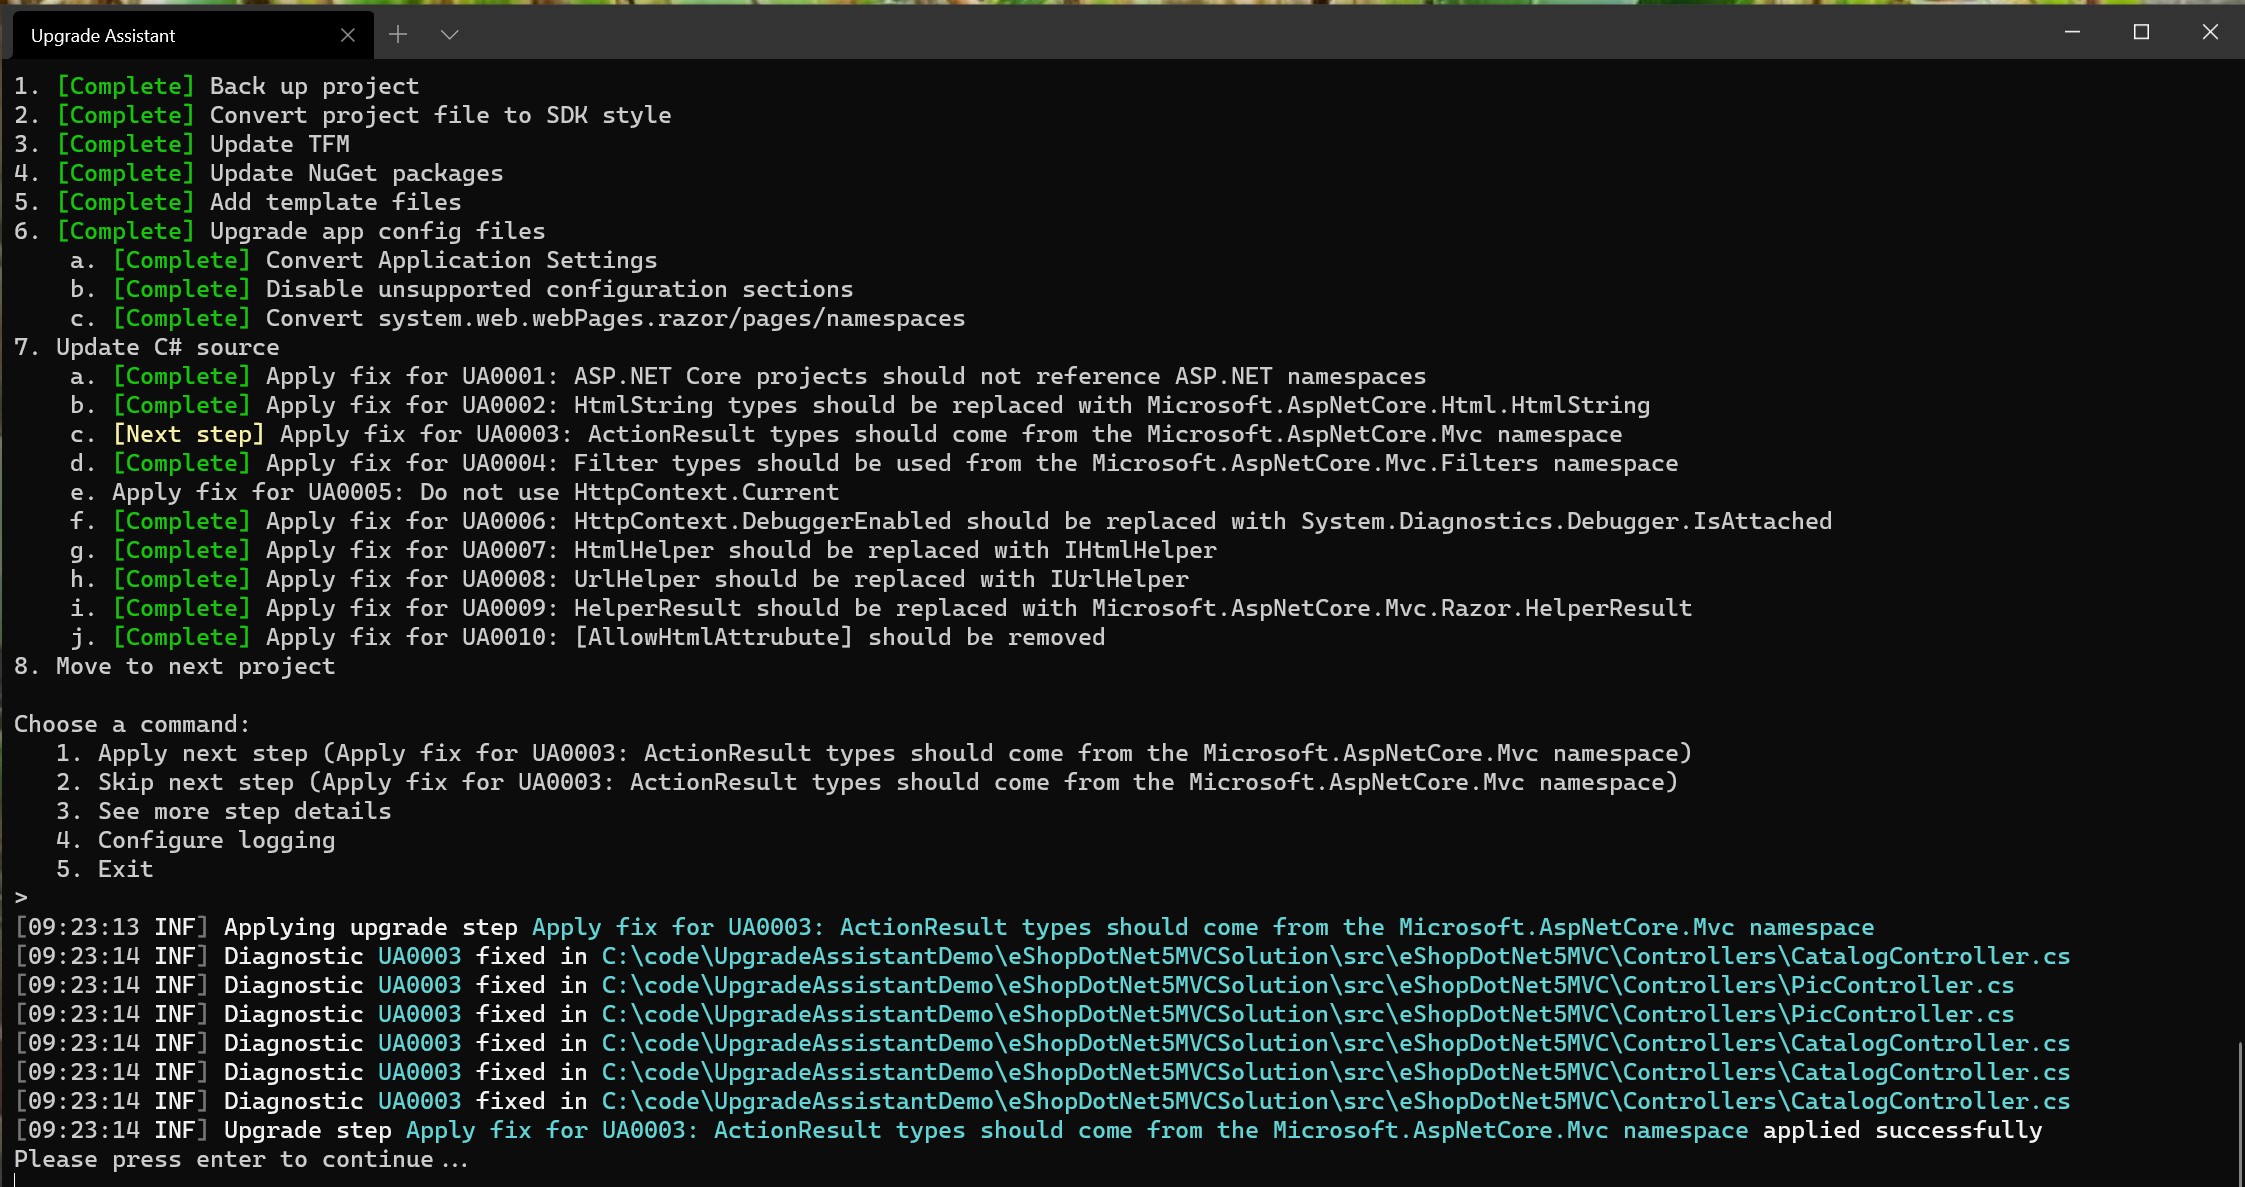 Upgrade Assistant
1. [Complete] Back up project
2. [Complete] Convert project file to SDK style
3. [Complete] Update TFM
4. [Complete] Update NuGet packages
5. [Complete] Add template files
6. [Complete] Upgrade app config files
    a. [Complete] Convert Application Settings
    b. [Complete] Disable unsupported configuration sections
    c. [Complete] Convert system.web.webPages.razor/pages/namespaces
7. Update C# source
    a. [Complete] Apply fix for UA0001: ASP.NET Core projects should not reference ASP.NET namespaces
    b. [Complete] Apply fix for UA0002: HtmlString types should be replaced with Microsoft.AspNetCore.Html.HtmlString
    c. [Next step] Apply fix for UA0003: ActionResult types should come from the Microsoft.AspNetCore.Mvc namespace
    d. [Complete] Apply fix for UA0004: Filter types should be used from the Microsoft.AspNetCore.Mvc.Filters namespace
    e. Apply fix for UA0005: Do not use HttpContext.Current
    f. [Complete] Apply fix for UA0006: HttpContext.DebuggerEnabled should be replaced with System.Diagnostics.Debugger.IsAttached
    g. [Complete] Apply fix for UA0007: HtmlHelper should be replaced with IHtmlHelper
    h. [Complete] Apply fix for UA0008: UrlHelper should be replaced with IUrlHelper
    i. [Complete] Apply fix for UA0009: HelperResult should be replaced with Microsoft.AspNetCore.Mvc.Razor.HelperResult
    j. [Complete] Apply fix for UA0010: [AllowHtmlAttrubute] should be removed
8. Move to next project
Choose a command:
   1. Apply next step (Apply fix for UA0003: ActionResult types should come from the Microsoft.AspNetCore.Mvc namespace)
   2. Skip next step (Apply fix for UA0003: ActionResult types should come from the Microsoft.AspNetCore.Mvc namespace)
   3. See more step details
   4. Configure logging
   5. Exit
>
[09:23:13 INF] Applying upgrade step Apply fix for UA0003: ActionResult types should come from the Microsoft.AspNetCore.Mvc namespace
[09:23:14 INF] Diagnostic UA0003 fixed in C:\code\UpgradeAssistantDemo\eShopDotNet5MVCSolution\src\eShopDotNet5MVC\Controllers\CatalogController.cs
[09:23:14 INF] Diagnostic UA0003 fixed in C:\code\UpgradeAssistantDemo\eShopDotNet5MVCSolution\src\eShopDotNet5MVC\Controllers\PicController.cs
[09:23:14 INF] Diagnostic UA0003 fixed in C:\code\UpgradeAssistantDemo\eShopDotNet5MVCSolution\src\eShopDotNet5MVC\Controllers\PicController.cs
[09:23:14 INF] Diagnostic UA0003 fixed in C:\code\UpgradeAssistantDemo\eShopDotNet5MVCSolution\src\eShopDotNet5MVC\Controllers\CatalogController.cs
[09:23:14 INF] Diagnostic UA0003 fixed in C:\code\UpgradeAssistantDemo\eShopDotNet5MVCSolution\src\eShopDotNet5MVC\Controllers\CatalogController.cs
[09:23:14 INF] Diagnostic UA0003 fixed in C:\code\UpgradeAssistantDemo\eShopDotNet5MVCSolution\src\eShopDotNet5MVC\Controllers\CatalogController.cs
[09:23:14 INF] Upgrade step Apply fix for UA0003: ActionResult types should come from the Microsoft.AspNetCore.Mvc namespace applied successfully
Please press enter to continue...